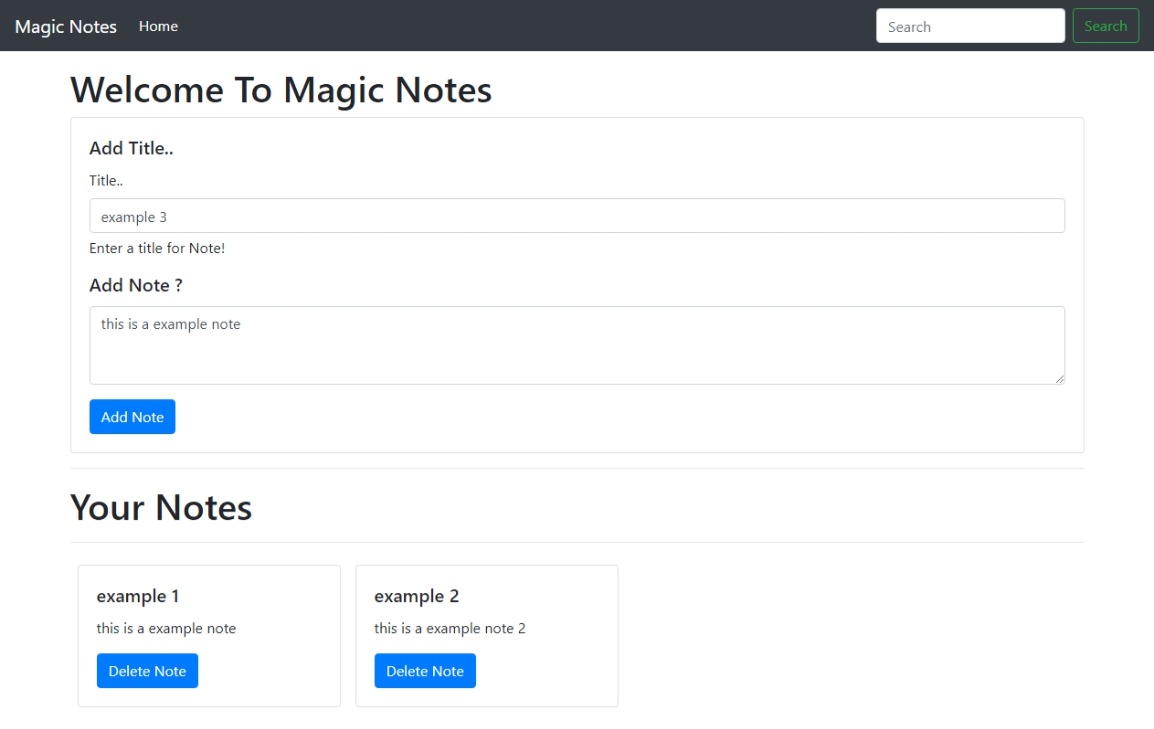 Magic Notes Home Search Search
Welcome To Magic Notes
Add Title..
Title..
example 3
Enter a title for Note!
Add Note ?
this is a example note
Add Note
Your Notes
example 1
this is a example note
Delete Note
example 2
this is a example note 2
Delete Note